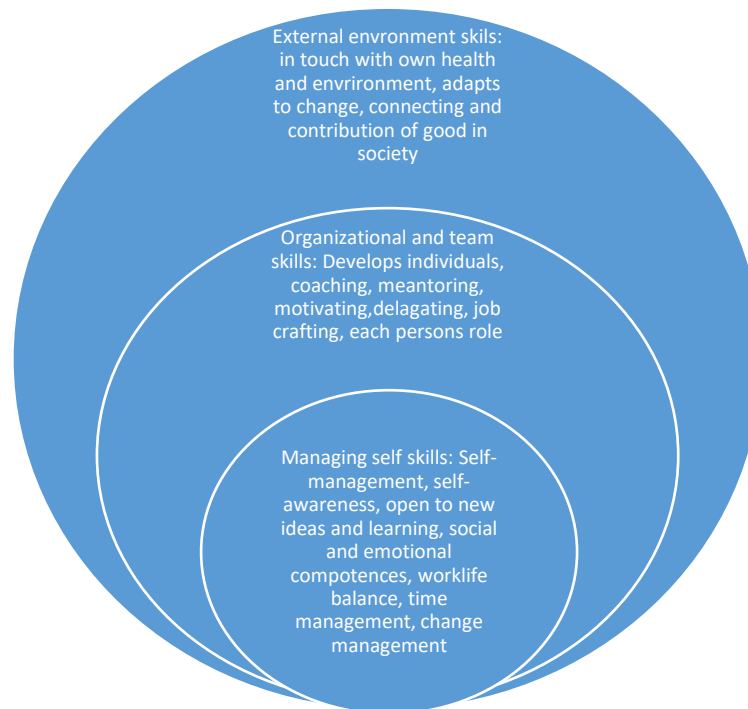 External envronment skils:
in touch with own health
and envrironment, adapts
to change, connecting and
contribution of good in
society
Organizational and team
skills: Develops individuals,
coaching, meantoring,
motivating,delagating, job
crafting, each persons role
Managing self skills: Self-
management, self-
awareness, open to new
ideas and learning, social
and emotional
compotences, worklife
balance, time
management, change
management